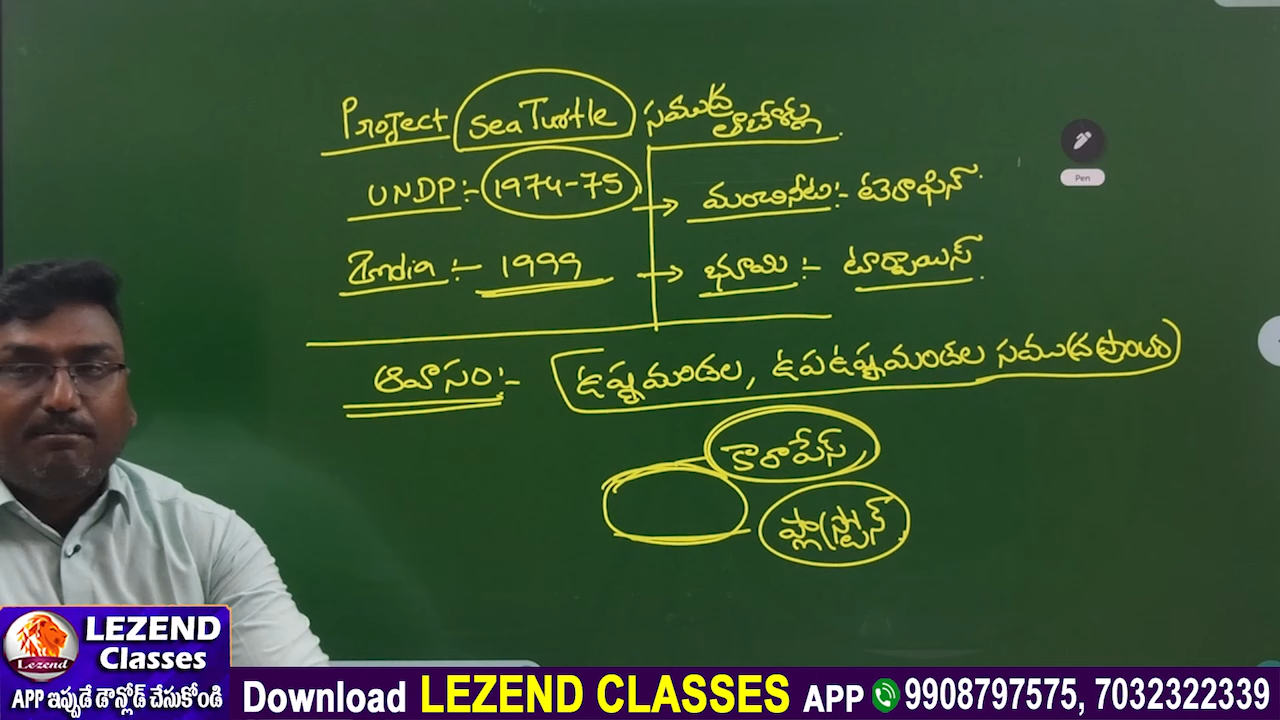 Project Sea Turtle సముద్ర తాబేళ్లు.
UNDP:- 1974-75 → మంచినీటు:- టెరాఫిన్.
India:- 1999 → భూమి:- టార్టాయిస్.
ఆవాసం:- ఉష్ణమండల, ఉపఉష్ణమండల సముద్రప్రాంతం
కారాపేస్,
ప్లాస్ట్రాన్
Pen
Lezend
LEZEND
Classes
APP ఇప్పుడే డౌన్లోడ్ చేసుకోండి
Download LEZEND CLASSES APP 9908797575, 7032322339